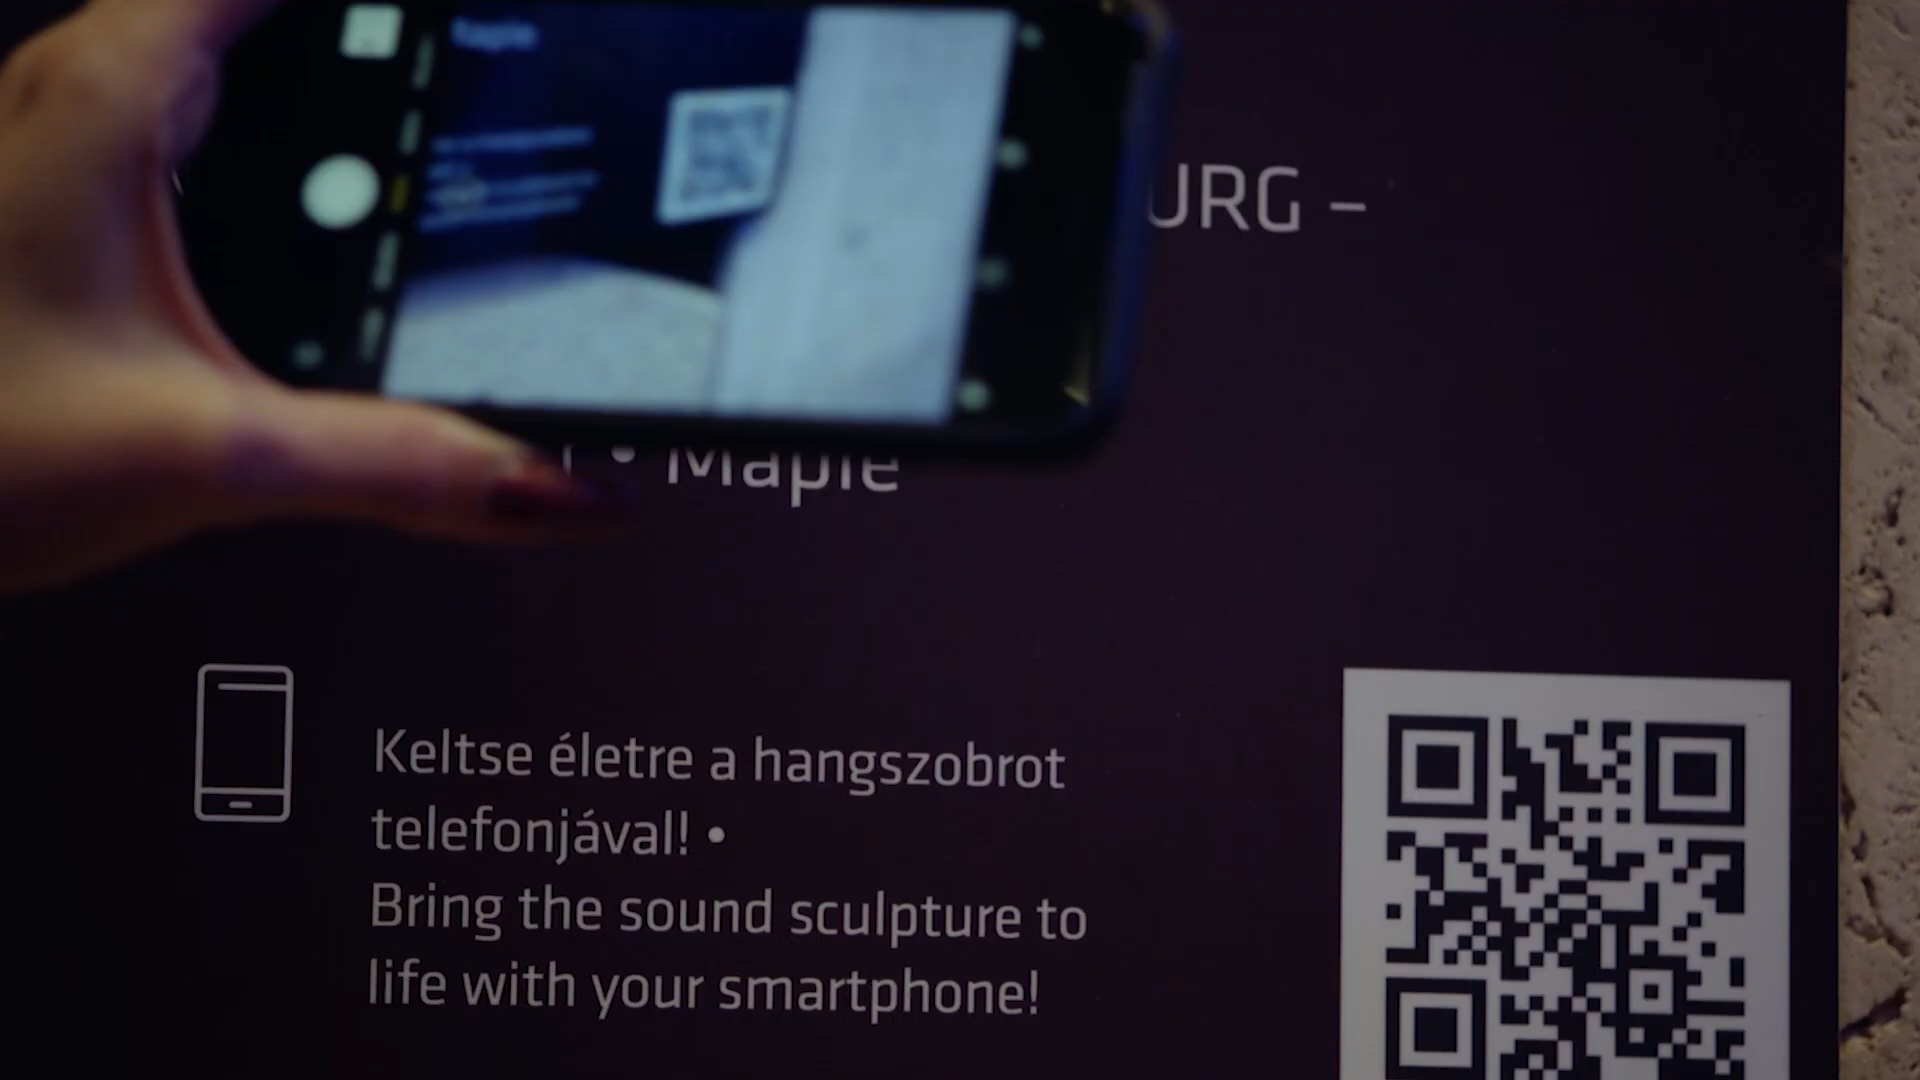 URG –
• Maple
Keltse életre a hangszobrot
telefonjával! •
Bring the sound sculpture to
life with your smartphone!